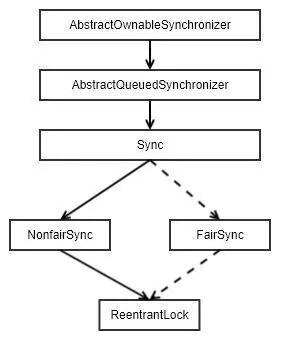 AbstractOwnableSynchronizer
AbstractQueuedSynchronizer
Sync
NonfairSync
FairSync
ReentrantLock